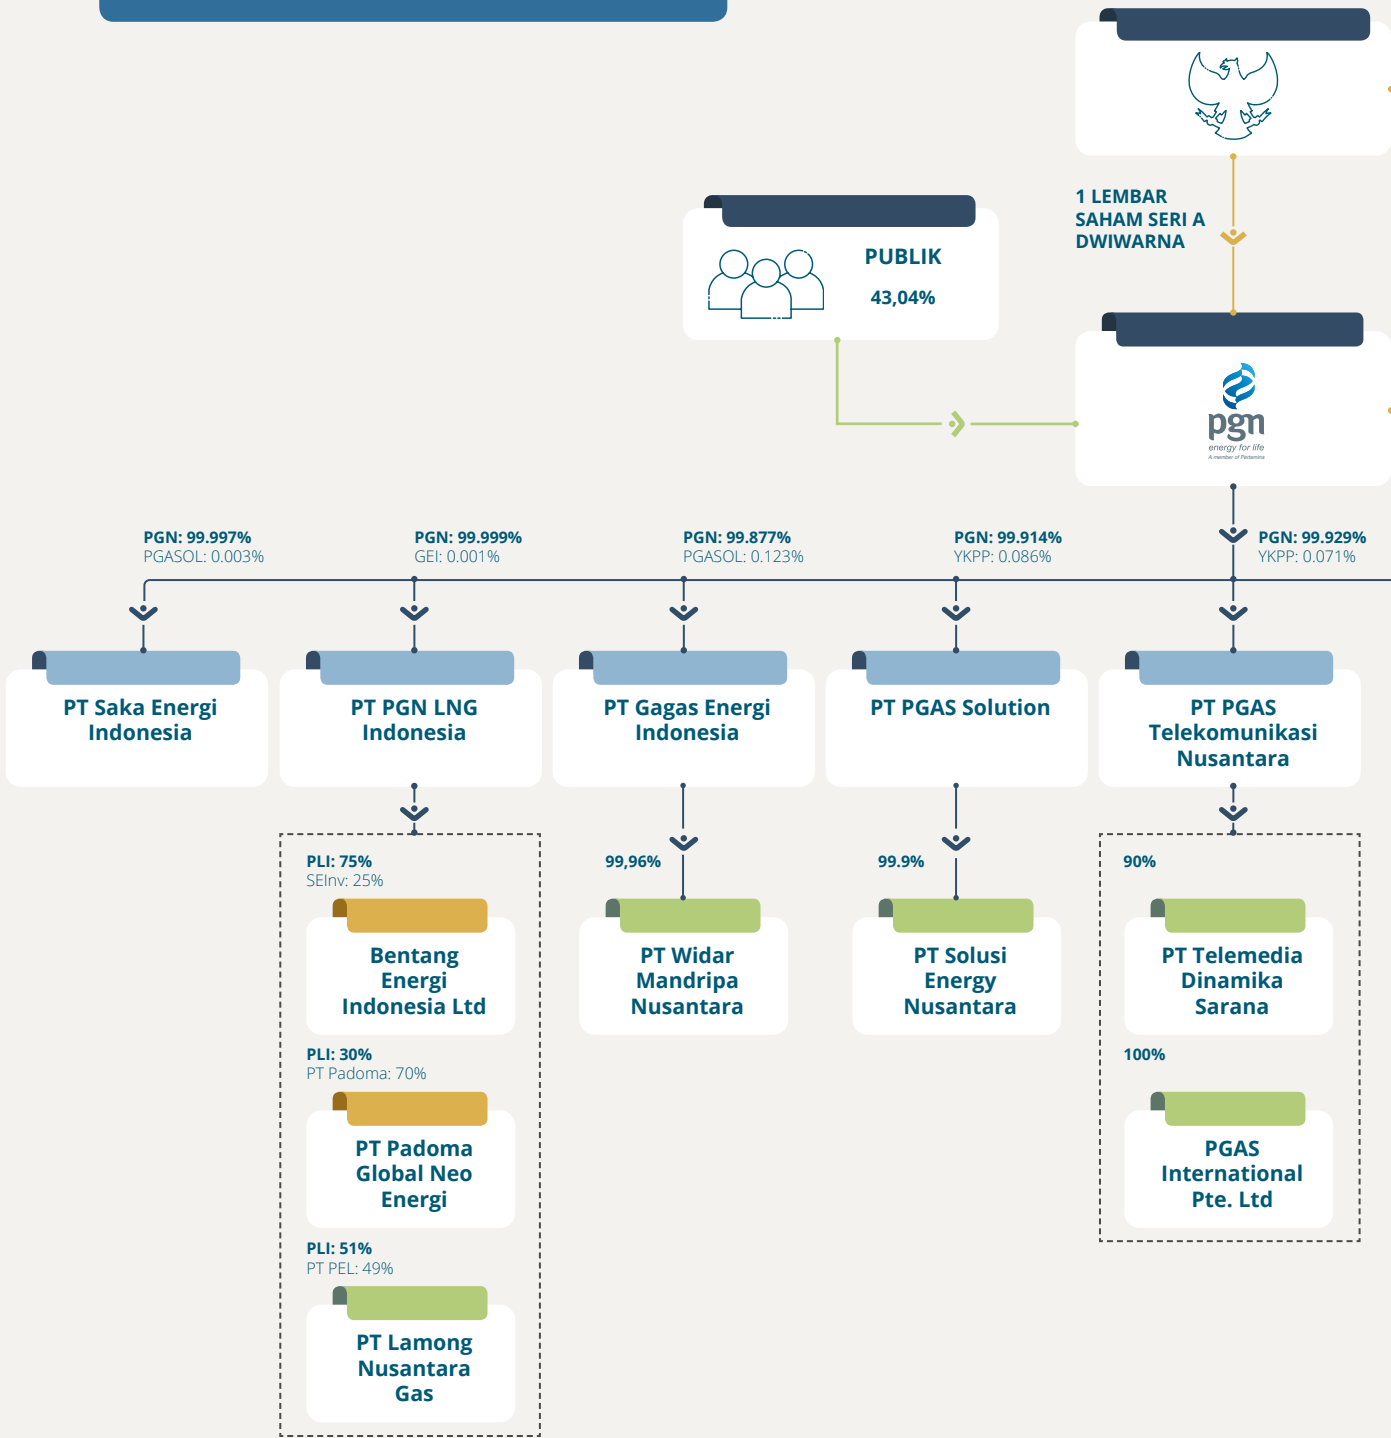 1 LEMBAR
SAHAM SERI A
DWIWARNA
PUBLIK
43,04%
pgn
energy for life
A member of Pertamina
PGN: 99.997%
PGASOL: 0.003%
PGN: 99.999%
GEI: 0.001%
PGN: 99.877%
PGASOL: 0.123%
PGN: 99.914%
YKPP: 0.086%
PGN: 99.929%
YKPP: 0.071%
PT Saka Energi
Indonesia
PT PGN LNG
Indonesia
PT Gagas Energi
Indonesia
PT PGAS Solution
PT PGAS
Telekomunikasi
Nusantara
PLI: 75%
SEInv: 25%
Bentang
Energi
Indonesia Ltd
PLI: 30%
PT Padoma: 70%
PT Padoma
Global Neo
Energi
PLI: 51%
PT PEL: 49%
PT Lamong
Nusantara
Gas
99,96%
PT Widar
Mandripa
Nusantara
99.9%
PT Solusi
Energy
Nusantara
90%
PT Telemedia
Dinamika
Sarana
100%
PGAS
International
Pte. Ltd